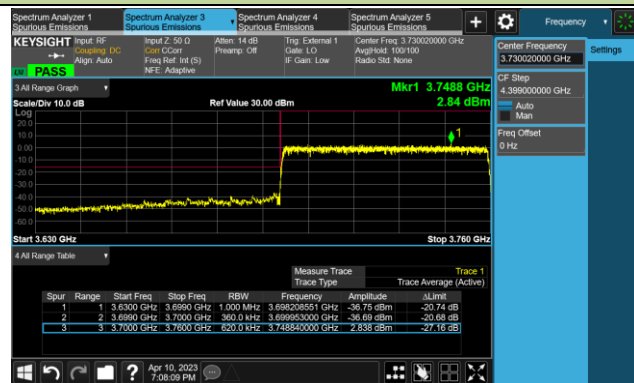 Spectrum Analyzer 1
Spurious Emissions
Spectrum Analyzer 3
Spurious Emissions
Spectrum Analyzer 4
Spurious Emissions
Spectrum Analyzer 5
Spurious Emissions
+
Frequency
KEYSIGHT
Input: RF
Coupling: DC
Align: Auto
Input Z: 50 Ω
Corr CCorr
Freq Ref: Int (S)
NFE: Adaptive
Atten: 14 dB
Preamp: Off
Trig: External 1
Gate: LO
IF Gain: Low
Center Freq: 3.730020000 GHz
Avg|Hold: 100/100
Radio Std: None
PASS
Center Frequency
3.730020000 GHz
Settings
CF Step
4.399000000 GHz
Auto
Man
Freq Offset
0 Hz
3 All Range Graph
Mkr1 3.7488 GHz
Scale/Div 10.0 dB
Ref Value 30.00 dBm
2.84 dBm
Log
20.0
10.0
0.00
-10.0
-20.0
-30.0
-40.0
-50.0
-60.0
1
Start 3.630 GHz
Stop 3.760 GHz
4 All Range Table
Measure Trace
Trace 1
Trace Type
Trace Average (Active)
Spur Range Start Freq Stop Freq RBW Frequency Amplitude ΔLimit
1 1 3.6300 GHz 3.6990 GHz 1.000 MHz 3.698208551 GHz -36.75 dBm -20.74 dB
2 2 3.6990 GHz 3.7000 GHz 360.0 kHz 3.699953000 GHz -36.69 dBm -20.68 dB
3 3 3.7000 GHz 3.7600 GHz 620.0 kHz 3.748840000 GHz 2.838 dBm -27.16 dB
?
Apr 10, 2023
7:08:09 PM